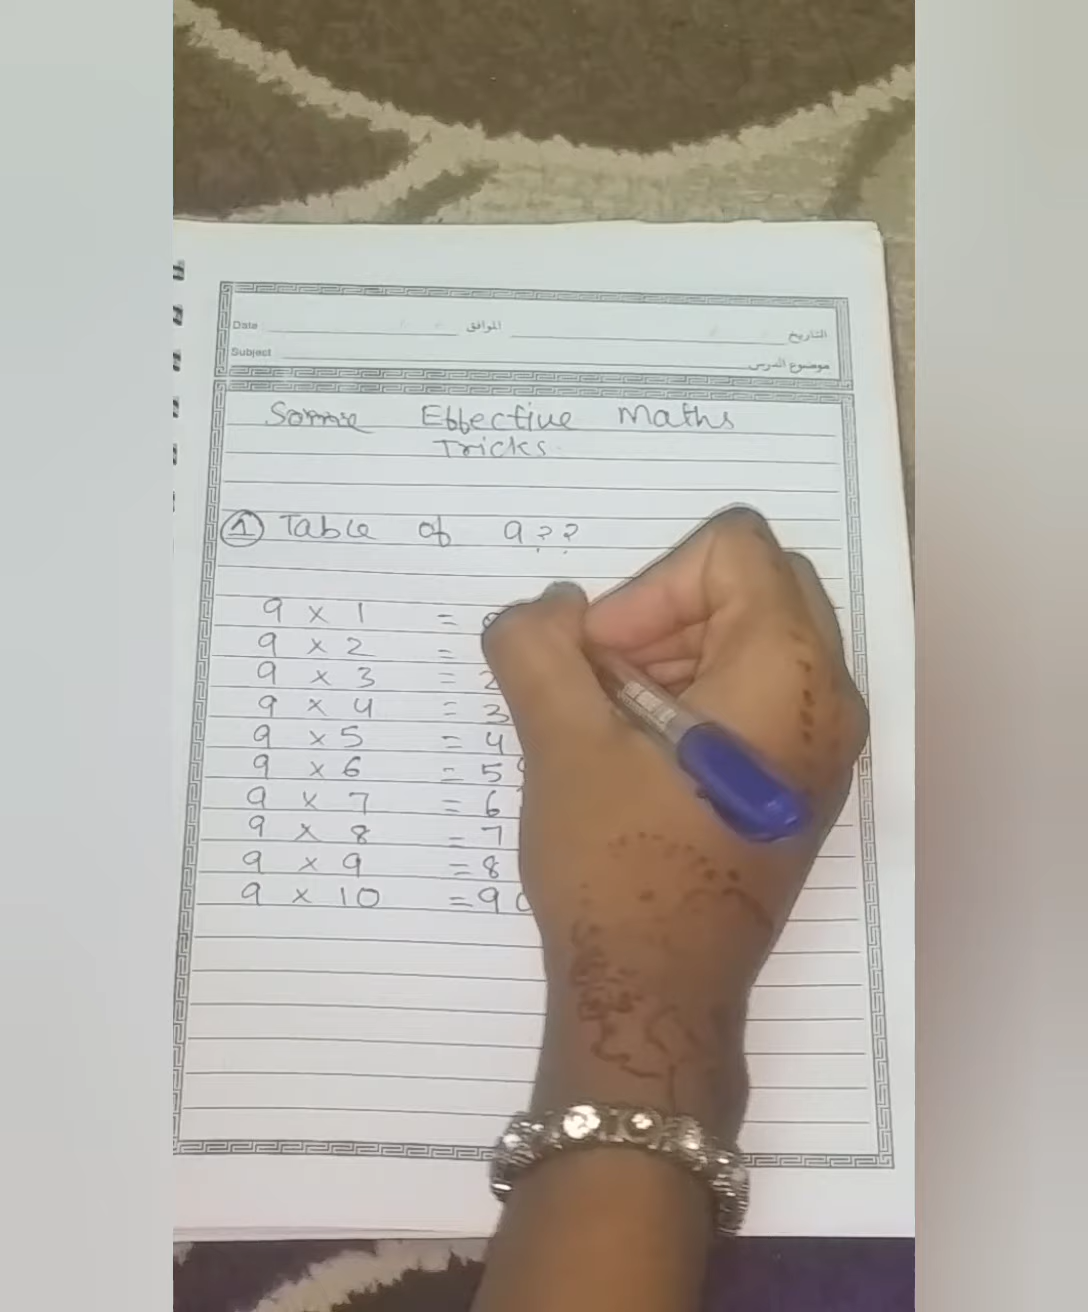 Date الموافق التاريخ
Subject موضوع الدرس
Some Effective Maths
Tricks.
1 Table of 9??
9 x 1 =
9 x 2 =
9 x 3 = 2
9 x 4 = 3
9 x 5 = 4
9 x 6 = 5
9 x 7 = 6
9 x 8 = 7
9 x 9 = 8
9 x 10 = 90